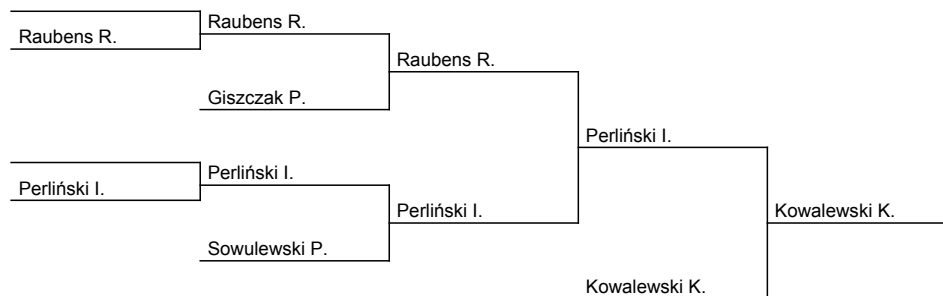 Raubens R.
Raubens R.
Raubens R.
Giszczak P.
Perliński I.
Perliński I.
Perliński I.
Perliński I.
Kowalewski K.
Sowulewski P.
Kowalewski K.